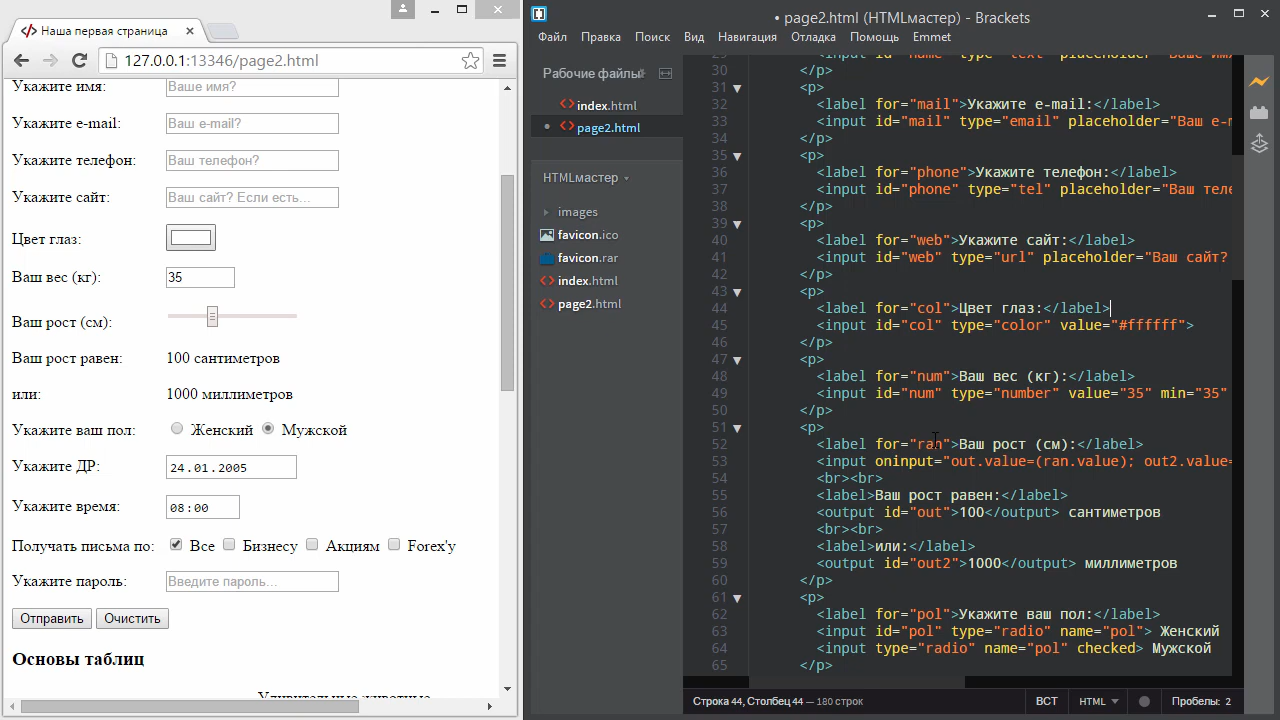 Наша первая страница
127.0.0.1:13346/page2.html
Укажите имя:
Ваше имя?
Укажите e-mail:
Ваш e-mail?
Укажите телефон:
Ваш телефон?
Укажите сайт:
Ваш сайт? Если есть...
Цвет глаз:
Ваш вес (кг):
35
Ваш рост (см):
Ваш рост равен:
100 сантиметров
или:
1000 миллиметров
Укажите ваш пол:
Женский
Мужской
Укажите ДР:
24.01.2005
Укажите время:
08:00
Получать письма по:
Все
Бизнесу
Акциям
Forex'у
Укажите пароль:
Введите пароль...
Отправить
Очистить
Основы таблиц
Удивительные животные
• page2.html (HTMLмастер) - Brackets
Файл
Правка
Поиск
Вид
Навигация
Отладка
Помощь
Emmet
Рабочие файлы
index.html
page2.html
HTMLмастер
images
favicon.ico
favicon.rar
index.html
page2.html
30 </p>
31 <p>
32 <label for="mail">Укажите e-mail:</label>
33 <input id="mail" type="email" placeholder="Ваш e-m
34 </p>
35 <p>
36 <label for="phone">Укажите телефон:</label>
37 <input id="phone" type="tel" placeholder="Ваш теле
38 </p>
39 <p>
40 <label for="web">Укажите сайт:</label>
41 <input id="web" type="url" placeholder="Ваш сайт?
42 </p>
43 <p>
44 <label for="col">Цвет глаз:</label>
45 <input id="col" type="color" value="#ffffff">
46 </p>
47 <p>
48 <label for="num">Ваш вес (кг):</label>
49 <input id="num" type="number" value="35" min="35"
50 </p>
51 <p>
52 <label for="ran">Ваш рост (см):</label>
53 <input oninput="out.value=(ran.value); out2.value=
54 <br><br>
55 <label>Ваш рост равен:</label>
56 <output id="out">100</output> сантиметров
57 <br><br>
58 <label>или:</label>
59 <output id="out2">1000</output> миллиметров
60 </p>
61 <p>
62 <label for="pol">Укажите ваш пол:</label>
63 <input id="pol" type="radio" name="pol"> Женский
64 <input type="radio" name="pol" checked> Мужской
65 </p>
Строка 44, Столбец 44 — 180 строк
ВСТ
HTML
Пробелы: 2